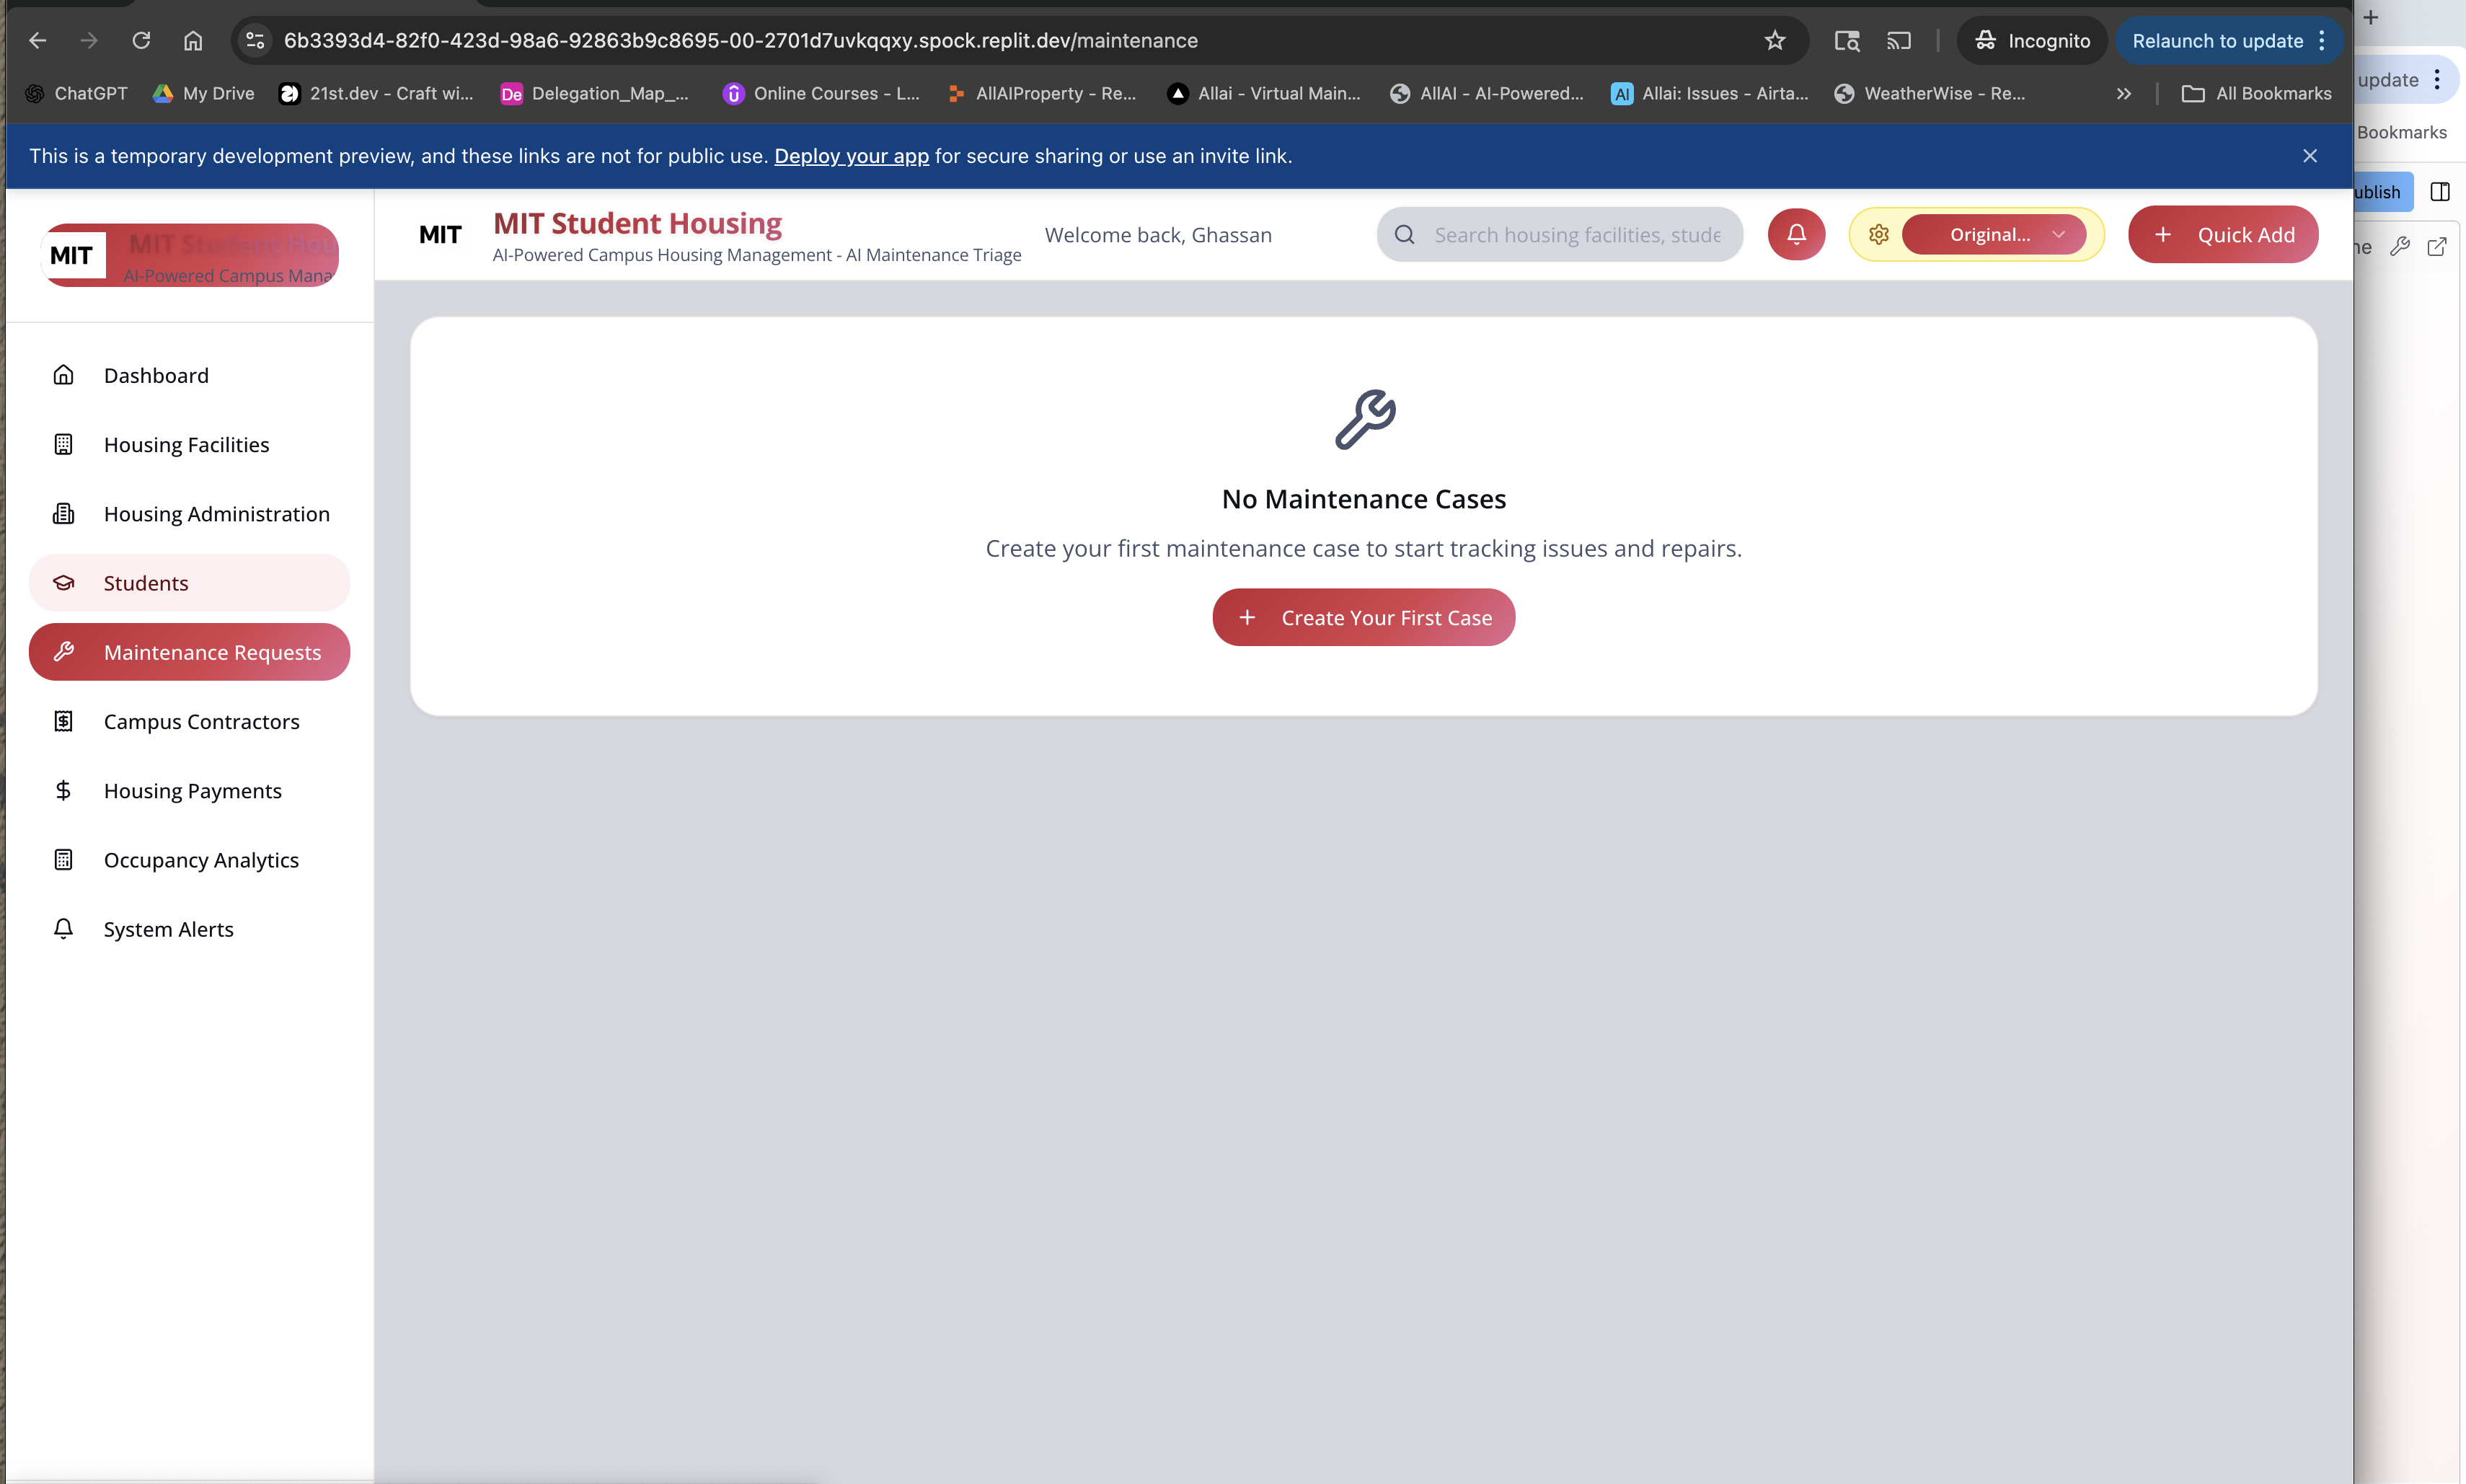 6b3393d4-82f0-423d-98a6-92863b9c8695-00-2701d7uvkqqxy.spock.replit.dev/maintenance
Incognito
Relaunch to update
update
ChatGPT
My Drive
21st.dev - Craft wi...
De
Delegation_Map_...
Online Courses - L...
AllAIProperty - Re...
Allai - Virtual Main...
AllAI - AI-Powered...
AI
Allai: Issues - Airta...
WeatherWise - Re...
All Bookmarks
Bookmarks
This is a temporary development preview, and these links are not for public use. Deploy your app for secure sharing or use an invite link.
ublish
MIT
MIT Student Hou
AI-Powered Campus Mana
MIT
MIT Student Housing
AI-Powered Campus Housing Management - AI Maintenance Triage
Welcome back, Ghassan
Search housing facilities, stude
Original...
Quick Add
ne
Dashboard
Housing Facilities
Housing Administration
Students
Maintenance Requests
Campus Contractors
Housing Payments
Occupancy Analytics
System Alerts
No Maintenance Cases
Create your first maintenance case to start tracking issues and repairs.
Create Your First Case